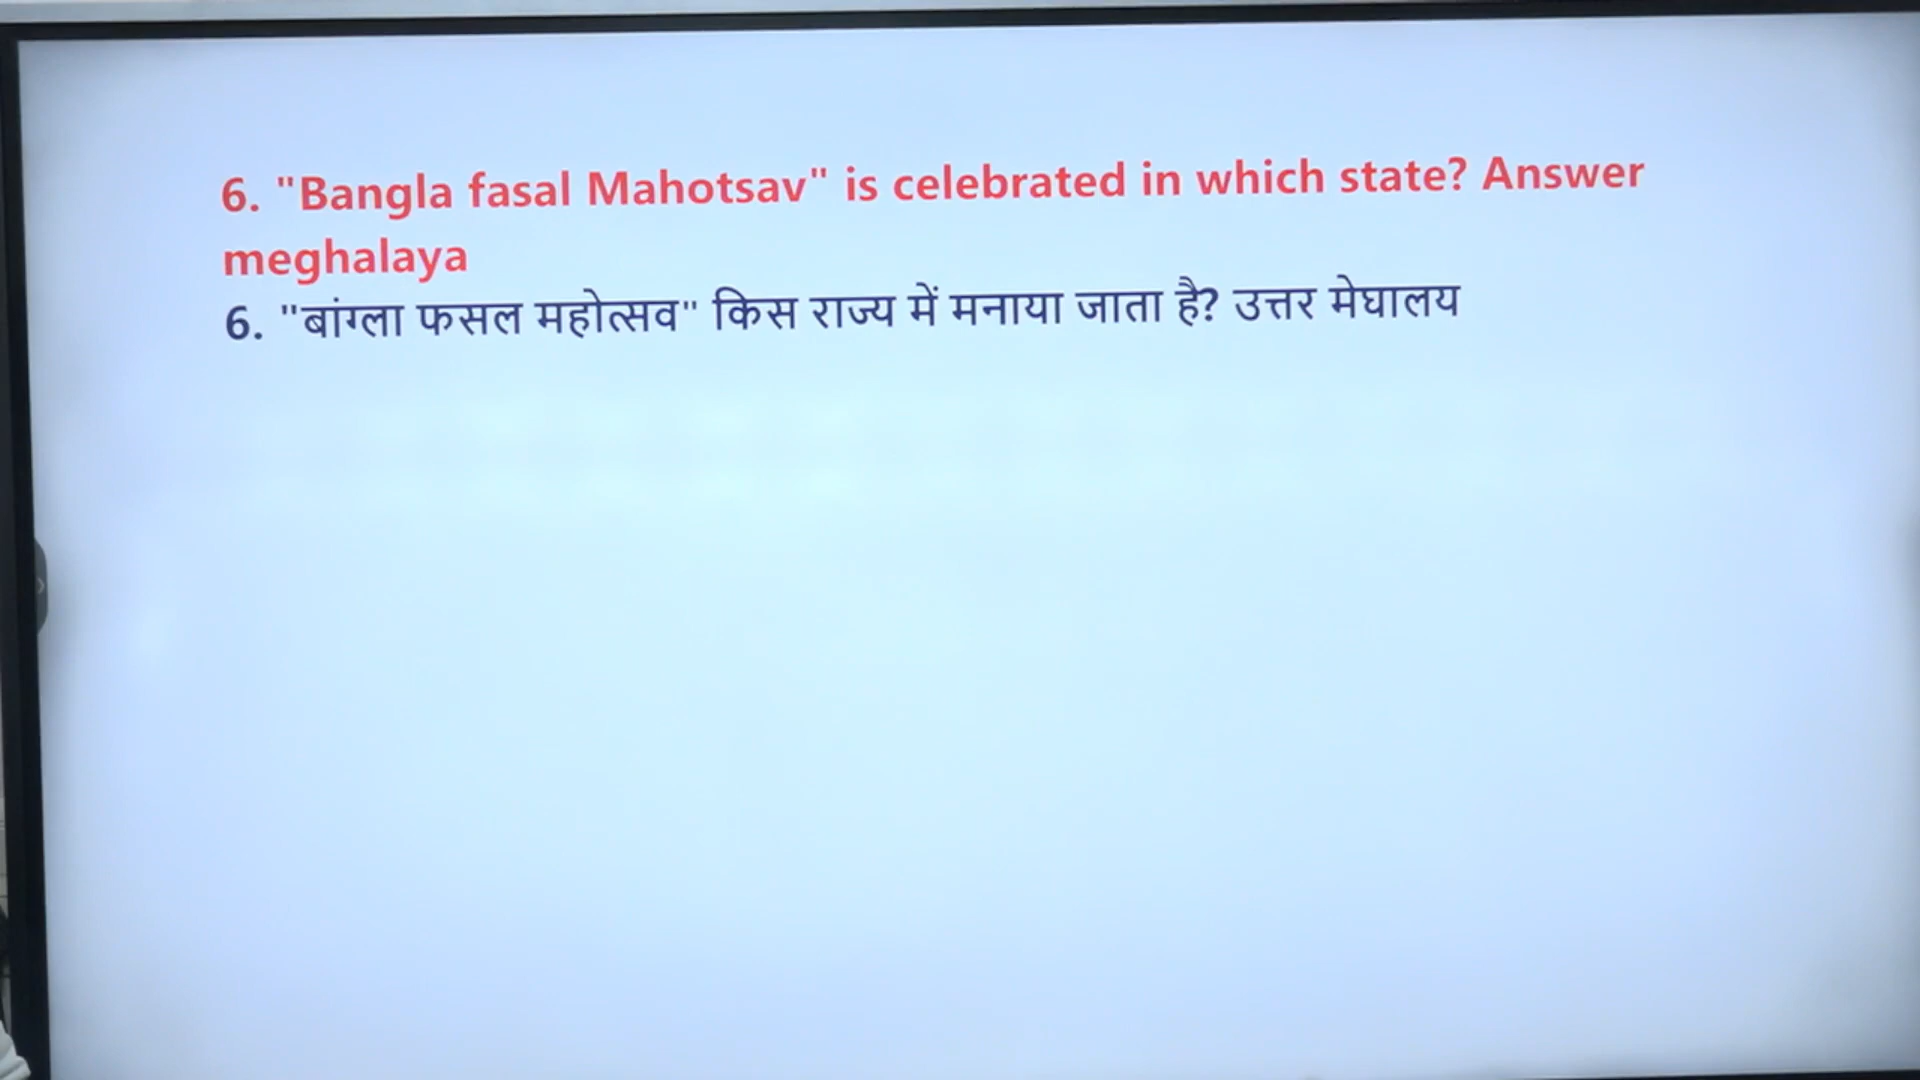 6. "Bangla fasal Mahotsav" is celebrated in which state? Answer
meghalaya
6. "बांग्ला फसल महोत्सव" किस राज्य में मनाया जाता है? उत्तर मेघालय